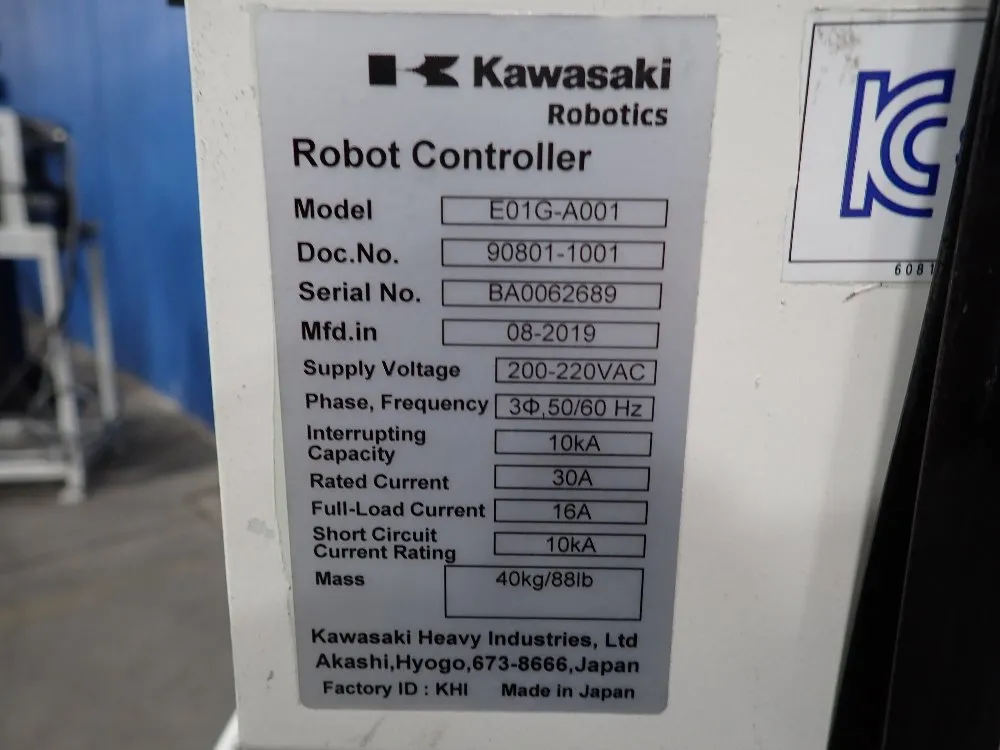 Kawasaki
Robotics
Robot Controller
Model E01G-A001
Doc.No. 90801-1001
Serial No. BA0062689
Mfd.in 08-2019
Supply Voltage 200-220VAC
Phase, Frequency 3Φ,50/60 Hz
Interrupting
Capacity 10kA
Rated Current 30A
Full-Load Current 16A
Short Circuit
Current Rating 10kA
Mass 40kg/88lb
Kawasaki Heavy Industries, Ltd
Akashi,Hyogo,673-8666,Japan
Factory ID : KHI Made in Japan
KC